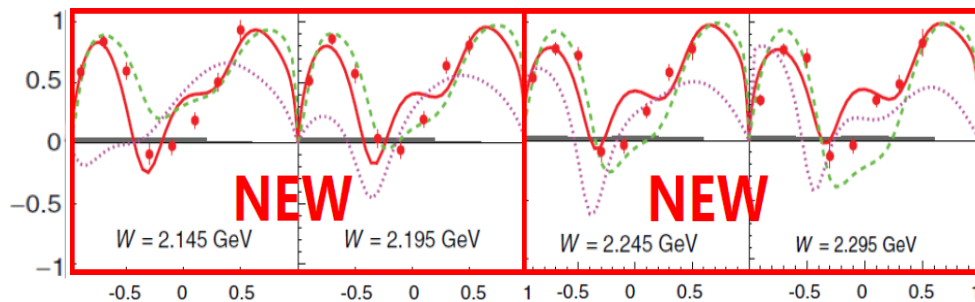 1
0.5
0
−0.5
−1
NEW
NEW
W = 2.145 GeV
W = 2.195 GeV
W = 2.245 GeV
W = 2.295 GeV
-0.5 0 0.5 -0.5 0 0.5 1 -0.5 0 0.5 -0.5 0 0.5 1